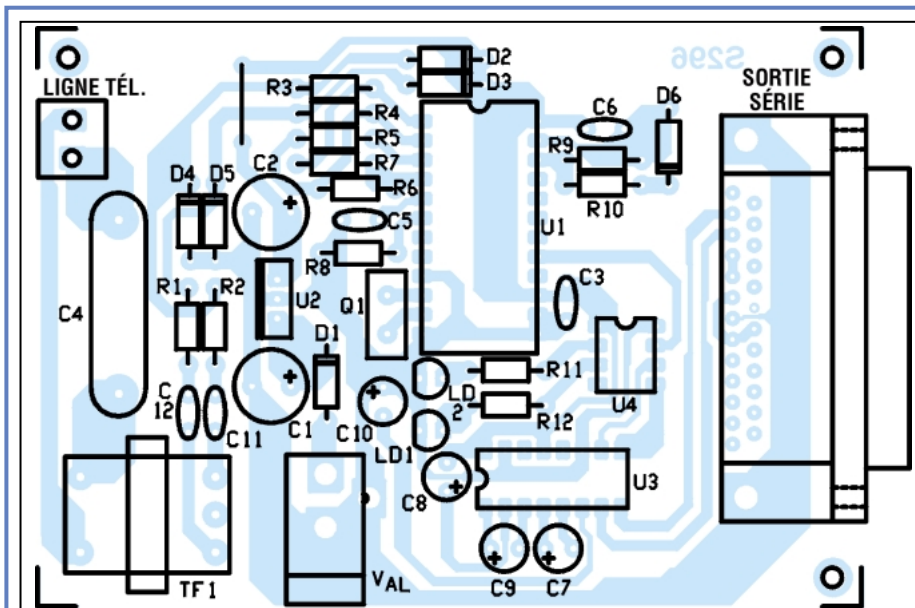 S296
LIGNE TÉL.
SORTIE
SÉRIE
D2
D3
R3
R4
R5
R7
C6
D6
R9
C2
D4
D5
R6
C5
R10
U1
R8
C3
R1
R2
U2
Q1
C4
D1
R11
LD
2
R12
U4
C
12
C11
C1
C10
LD1
C8
U3
TF1
VAL
C9
C7